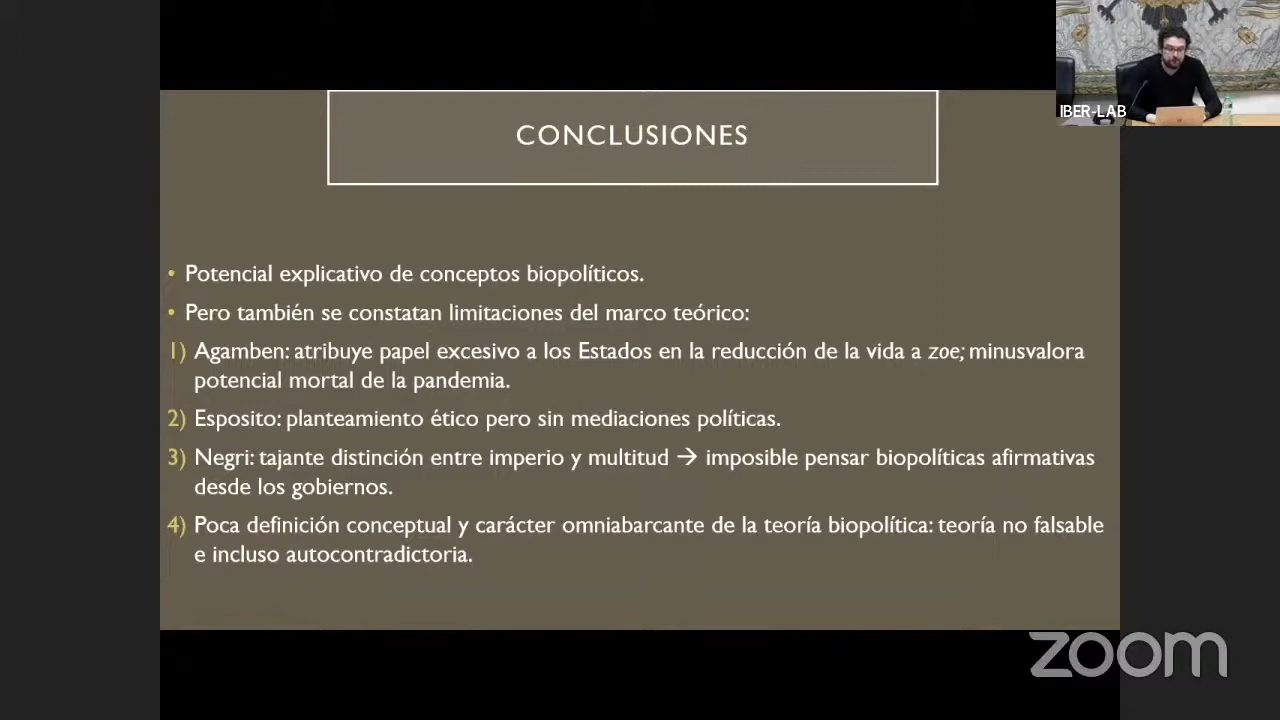 CONCLUSIONES
IBER-LAB
• Potencial explicativo de conceptos biopolíticos.
• Pero también se constatan limitaciones del marco teórico:
1) Agamben: atribuye papel excesivo a los Estados en la reducción de la vida a zoe; minusvalora
potencial mortal de la pandemia.
2) Esposito: planteamiento ético pero sin mediaciones políticas.
3) Negri: tajante distinción entre imperio y multitud → imposible pensar biopolíticas afirmativas
desde los gobiernos.
4) Poca definición conceptual y carácter omniabarcante de la teoría biopolítica: teoría no falsable
e incluso autocontradictoria.
zoom